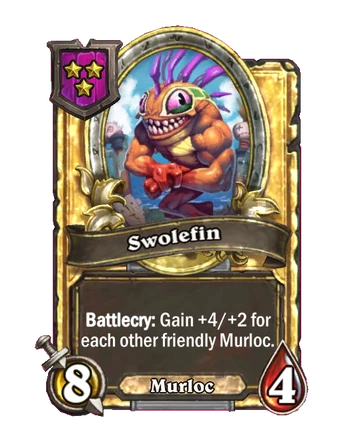 Swolefin
Battlecry: Gain +4/+2 for
each other friendly Murloc.
8
Murloc
4